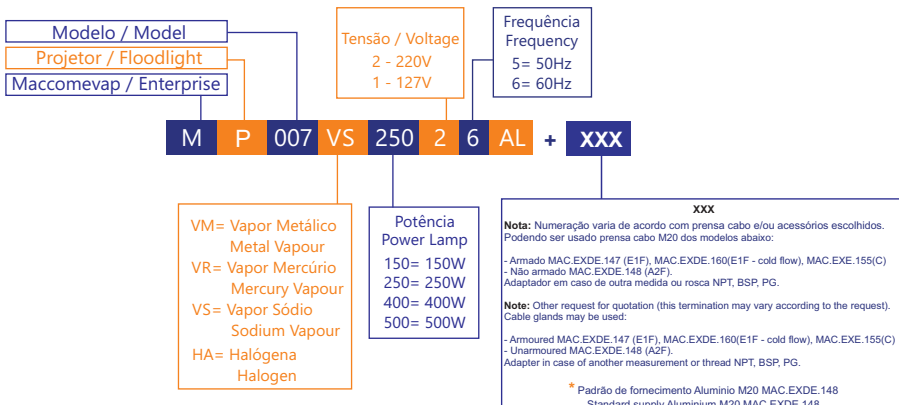 Modelo / Model
Projetor / Floodlight
Maccomevap / Enterprise
Tensão / Voltage
2 - 220V
1 - 127V
Frequência
Frequency
5= 50Hz
6= 60Hz
M P 007 VS 250 2 6 AL + XXX
VM= Vapor Metálico
Metal Vapour
VR= Vapor Mercúrio
Mercury Vapour
VS= Vapor Sódio
Sodium Vapour
HA= Halógena
Halogen
Potência
Power Lamp
150= 150W
250= 250W
400= 400W
500= 500W
XXX
Nota: Numeração varia de acordo com prensa cabo e/ou acessórios escolhidos.
Podendo ser usado prensa cabo M20 dos modelos abaixo:
- Armado MAC.EXDE.147 (E1F), MAC.EXDE.160(E1F - cold flow), MAC.EXE.155(C)
- Não armado MAC.EXDE.148 (A2F).
Adaptador em caso de outra medida ou rosca NPT, BSP, PG.
Note: Other request for quotation (this termination may vary according to the request).
Cable glands may be used:
- Armoured MAC.EXDE.147 (E1F), MAC.EXDE.160(E1F - cold flow), MAC.EXE.155(C)
- Unarmoured MAC.EXDE.148 (A2F).
Adapter in case of another measurement or thread NPT, BSP, PG.
* Padrão de fornecimento Aluminio M20 MAC.EXDE.148
Standard supply Aluminium M20 MAC.EXDE.148